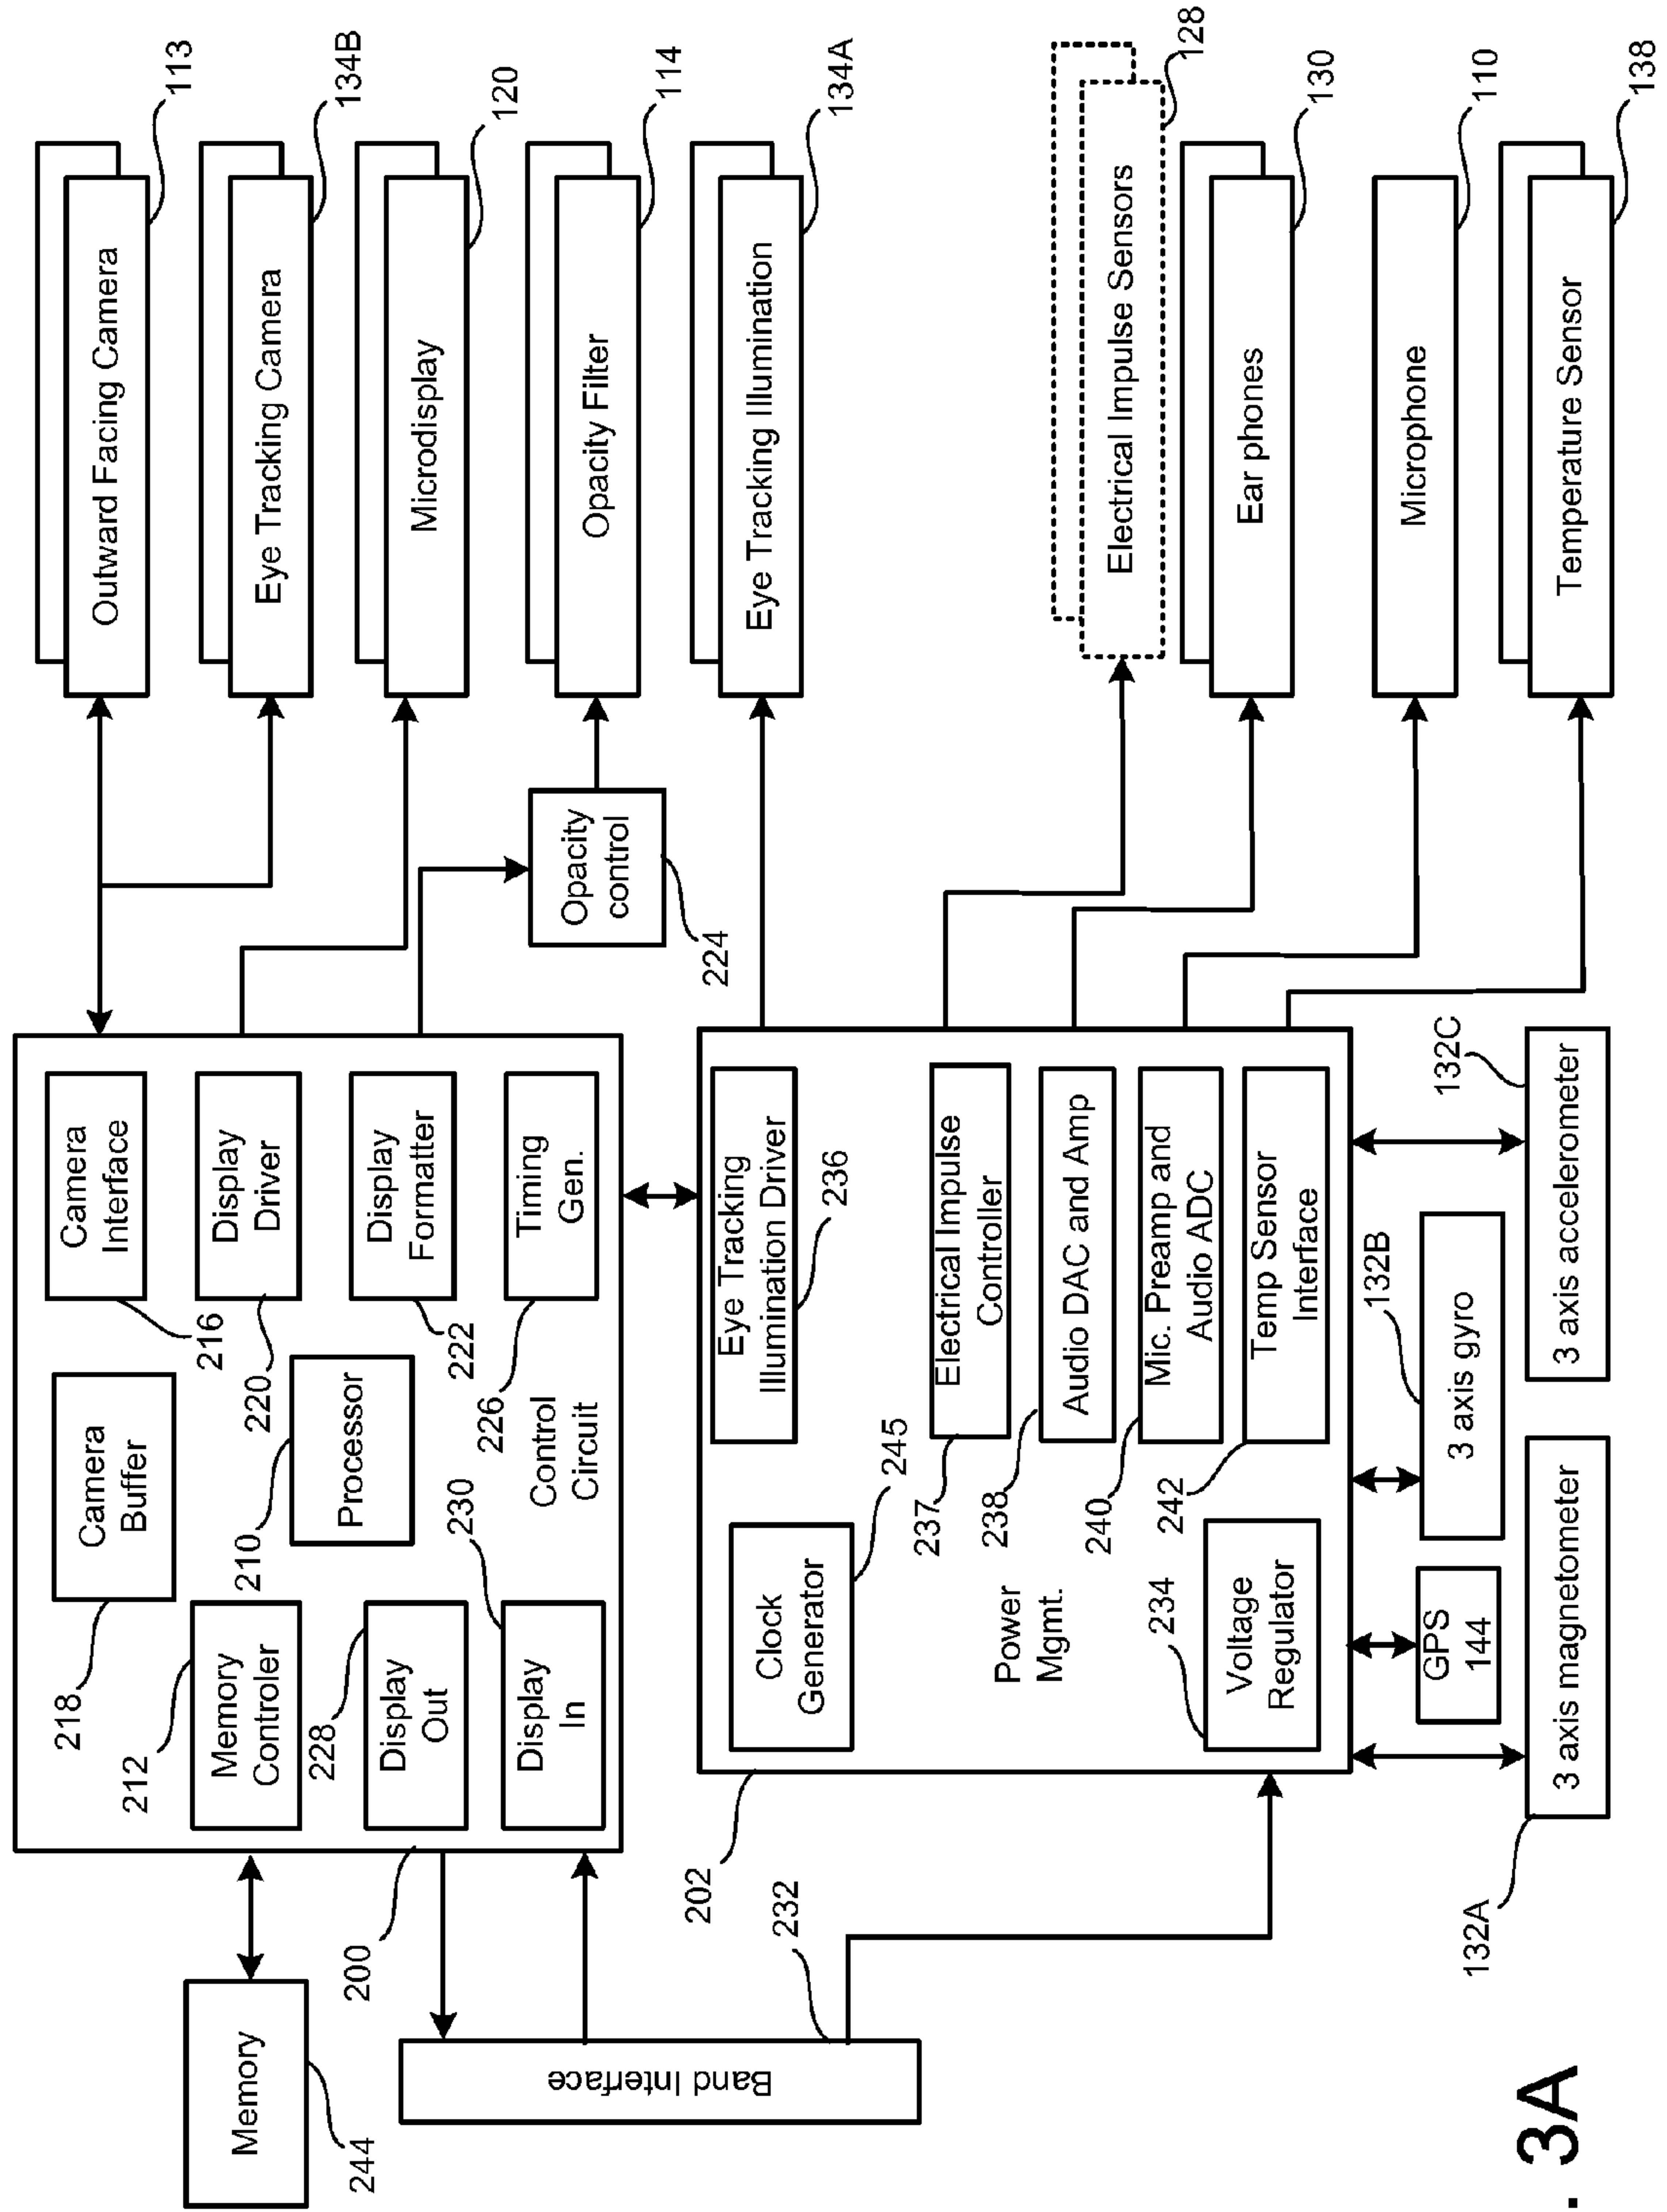 Outward Facing Camera
113
Eye Tracking Camera
134B
Microdisplay
120
Opacity Filter
114
Eye Tracking Illumination
134A
Electrical Impulse Sensors
128
Ear phones
130
Microphone
110
Temperature Sensor
138
Opacity
control
224
Camera
Interface
216
Display
Driver
220
Display
Formatter
222
Timing
Gen.
226
Camera
Buffer
218
Processor
210
Control
Circuit
Memory
Controler
212
Display
Out
228
Display
In
230
200
Memory
244
Band Interface
232
202
Eye Tracking
Illumination Driver
236
Electrical Impulse
Controller
237
Audio DAC and Amp
238
Mic. Preamp and
Audio ADC
240
Temp Sensor
Interface
242
Clock
Generator
245
Power
Mgmt.
Voltage
Regulator
234
3 axis magnetometer
132A
GPS
144
3 axis gyro
132B
3 axis accelerometer
132C
. 3A